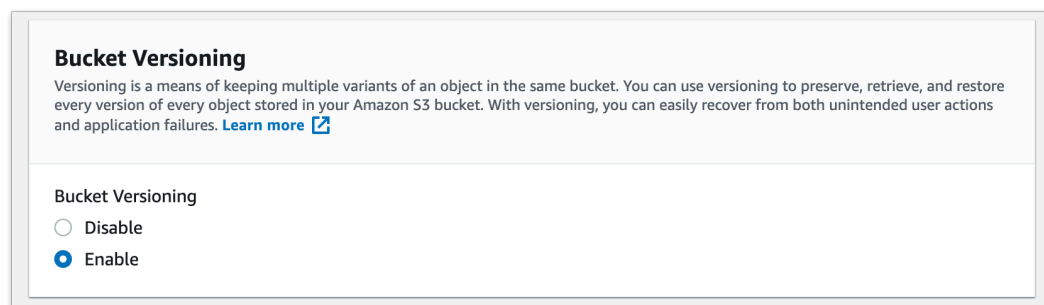 Bucket Versioning
Versioning is a means of keeping multiple variants of an object in the same bucket. You can use versioning to preserve, retrieve, and restore
every version of every object stored in your Amazon S3 bucket. With versioning, you can easily recover from both unintended user actions
and application failures. Learn more
Bucket Versioning
Disable
Enable